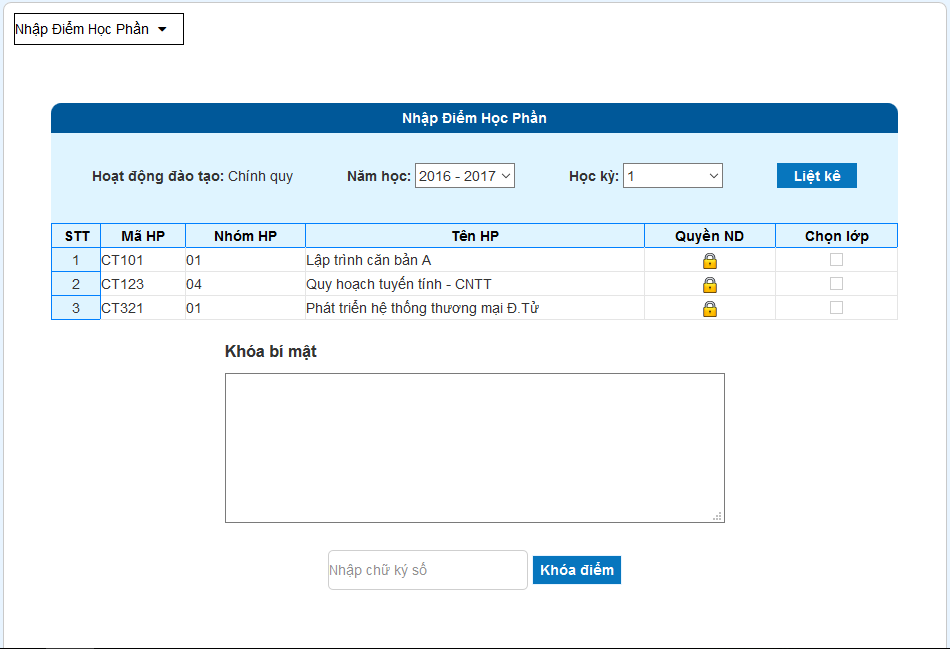 Nhập Điểm Học Phần
Nhập Điểm Học Phần
Hoạt động đào tạo: Chính quy Năm học: 2016 - 2017 Học kỳ: 1 Liệt kê
STT Mã HP Nhóm HP Tên HP Quyền ND Chọn lớp
1 CT101 01 Lập trình căn bản A
2 CT123 04 Quy hoạch tuyến tính - CNTT
3 CT321 01 Phát triển hệ thống thương mại Đ.Tử
Khóa bí mật
Nhập chữ ký số Khóa điểm